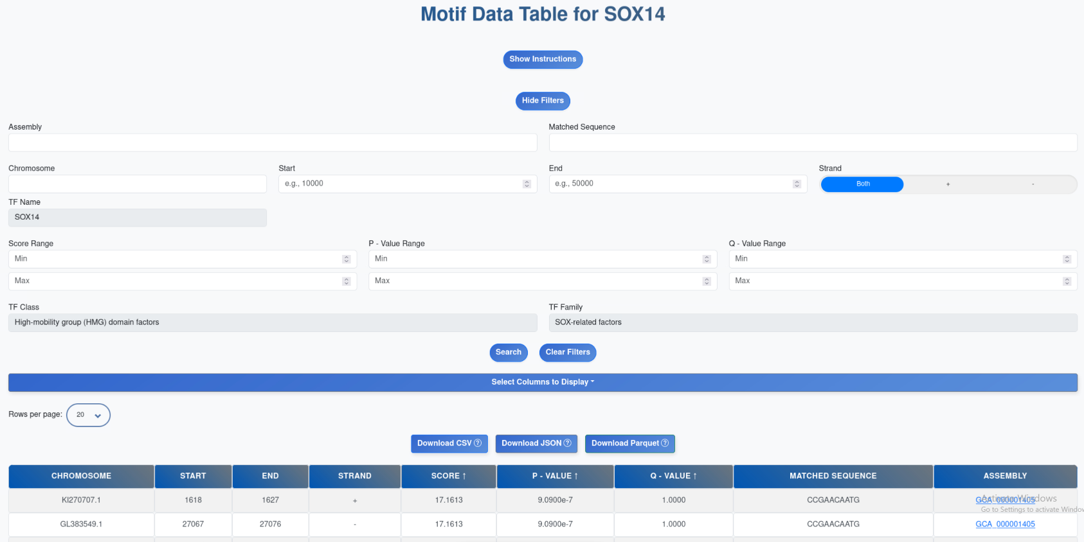 Motif Data Table for SOX14
Show Instructions
Hide Filters
Assembly Matched Sequence
Chromosome Start End Strand
e.g., 10000 e.g., 50000 Both + -
TF Name
SOX14
Score Range P - Value Range Q - Value Range
Min Min Min
Max Max Max
TF Class TF Family
High-mobility group (HMG) domain factors SOX-related factors
Search Clear Filters
Select Columns to Display
Rows per page: 20
Download CSV ? Download JSON ? Download Parquet ?
CHROMOSOME START END STRAND SCORE ↑ P - VALUE ↑ Q - VALUE ↑ MATCHED SEQUENCE ASSEMBLY
KI270707.1 1618 1627 + 17.1613 9.0900e-7 1.0000 CCGAACAATG GCA_000001405
Activate Windows
Go to Settings to activate Window
GL383549.1 27067 27076 - 17.1613 9.0900e-7 1.0000 CCGAACAATG GCA_000001405